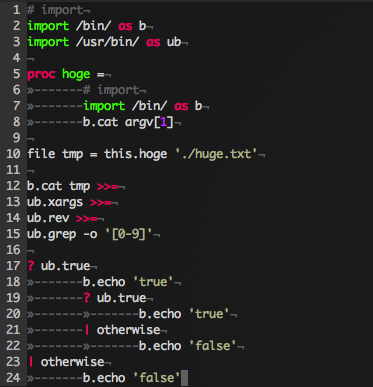 1 # import¬
2 import /bin/ as b¬
3 import /usr/bin/ as ub¬
4 ¬
5 proc hoge =¬
6 »-------# import¬
7 »-------import /bin/ as b¬
8 »-------b.cat argv[1]¬
9 ¬
10 file tmp = this.hoge './huge.txt'¬
11 ¬
12 b.cat tmp >>=¬
13 ub.xargs >>=¬
14 ub.rev >>=¬
15 ub.grep -o '[0-9]'¬
16 ¬
17 ? ub.true¬
18 »-------b.echo 'true'¬
19 »-------? ub.true¬
20 »-------»-------b.echo 'true'¬
21 »-------| otherwise¬
22 »-------»-------b.echo 'false'¬
23 | otherwise¬
24 »-------b.echo 'false'